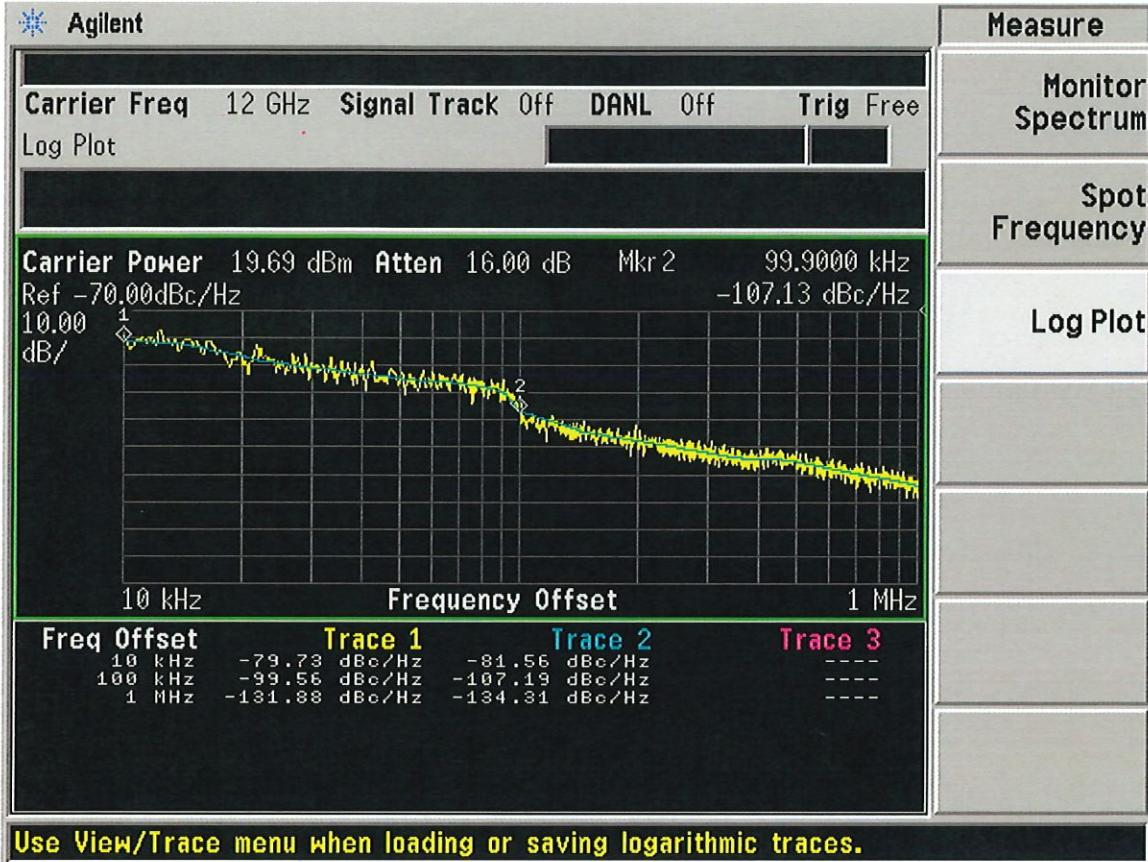 Agilent
Measure
Monitor Spectrum
Carrier Freq 12 GHz Signal Track Off DANL Off Trig Free
Log Plot
Spot Frequency
Carrier Power 19.69 dBm Atten 16.00 dB Mkr 2 99.9000 kHz
Ref -70.00dBc/Hz -107.13 dBc/Hz
10.00 dB/
1
2
Log Plot
10 kHz Frequency Offset 1 MHz
Freq Offset Trace 1 Trace 2 Trace 3
10 kHz -79.73 dBc/Hz -81.56 dBc/Hz ----
100 kHz -99.56 dBc/Hz -107.19 dBc/Hz ----
1 MHz -131.88 dBc/Hz -134.31 dBc/Hz ----
Use View/Trace menu when loading or saving logarithmic traces.